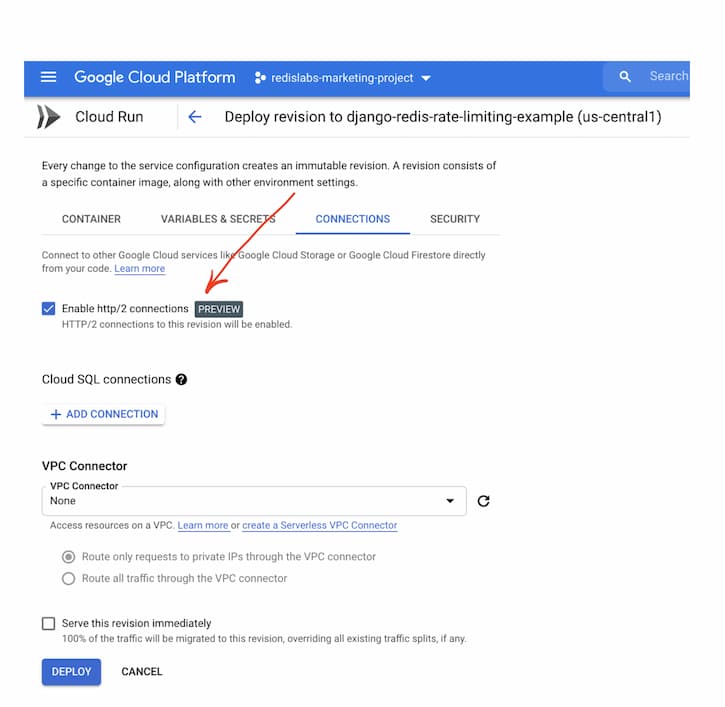 Google Cloud Platform redislabs-marketing-project Search
Cloud Run Deploy revision to django-redis-rate-limiting-example (us-central1)
Every change to the service configuration creates an immutable revision. A revision consists of
a specific container image, along with other environment settings.
CONTAINER VARIABLES & SECRETS CONNECTIONS SECURITY
Connect to other Google Cloud services like Google Cloud Storage or Google Cloud Firestore directly
from your code. Learn more
Enable http/2 connections PREVIEW
HTTP/2 connections to this revision will be enabled.
Cloud SQL connections ?
+ ADD CONNECTION
VPC Connector
VPC Connector
None
Access resources on a VPC. Learn more or create a Serverless VPC Connector
Route only requests to private IPs through the VPC connector
Route all traffic through the VPC connector
Serve this revision immediately
100% of the traffic will be migrated to this revision, overriding all existing traffic splits, if any.
DEPLOY CANCEL